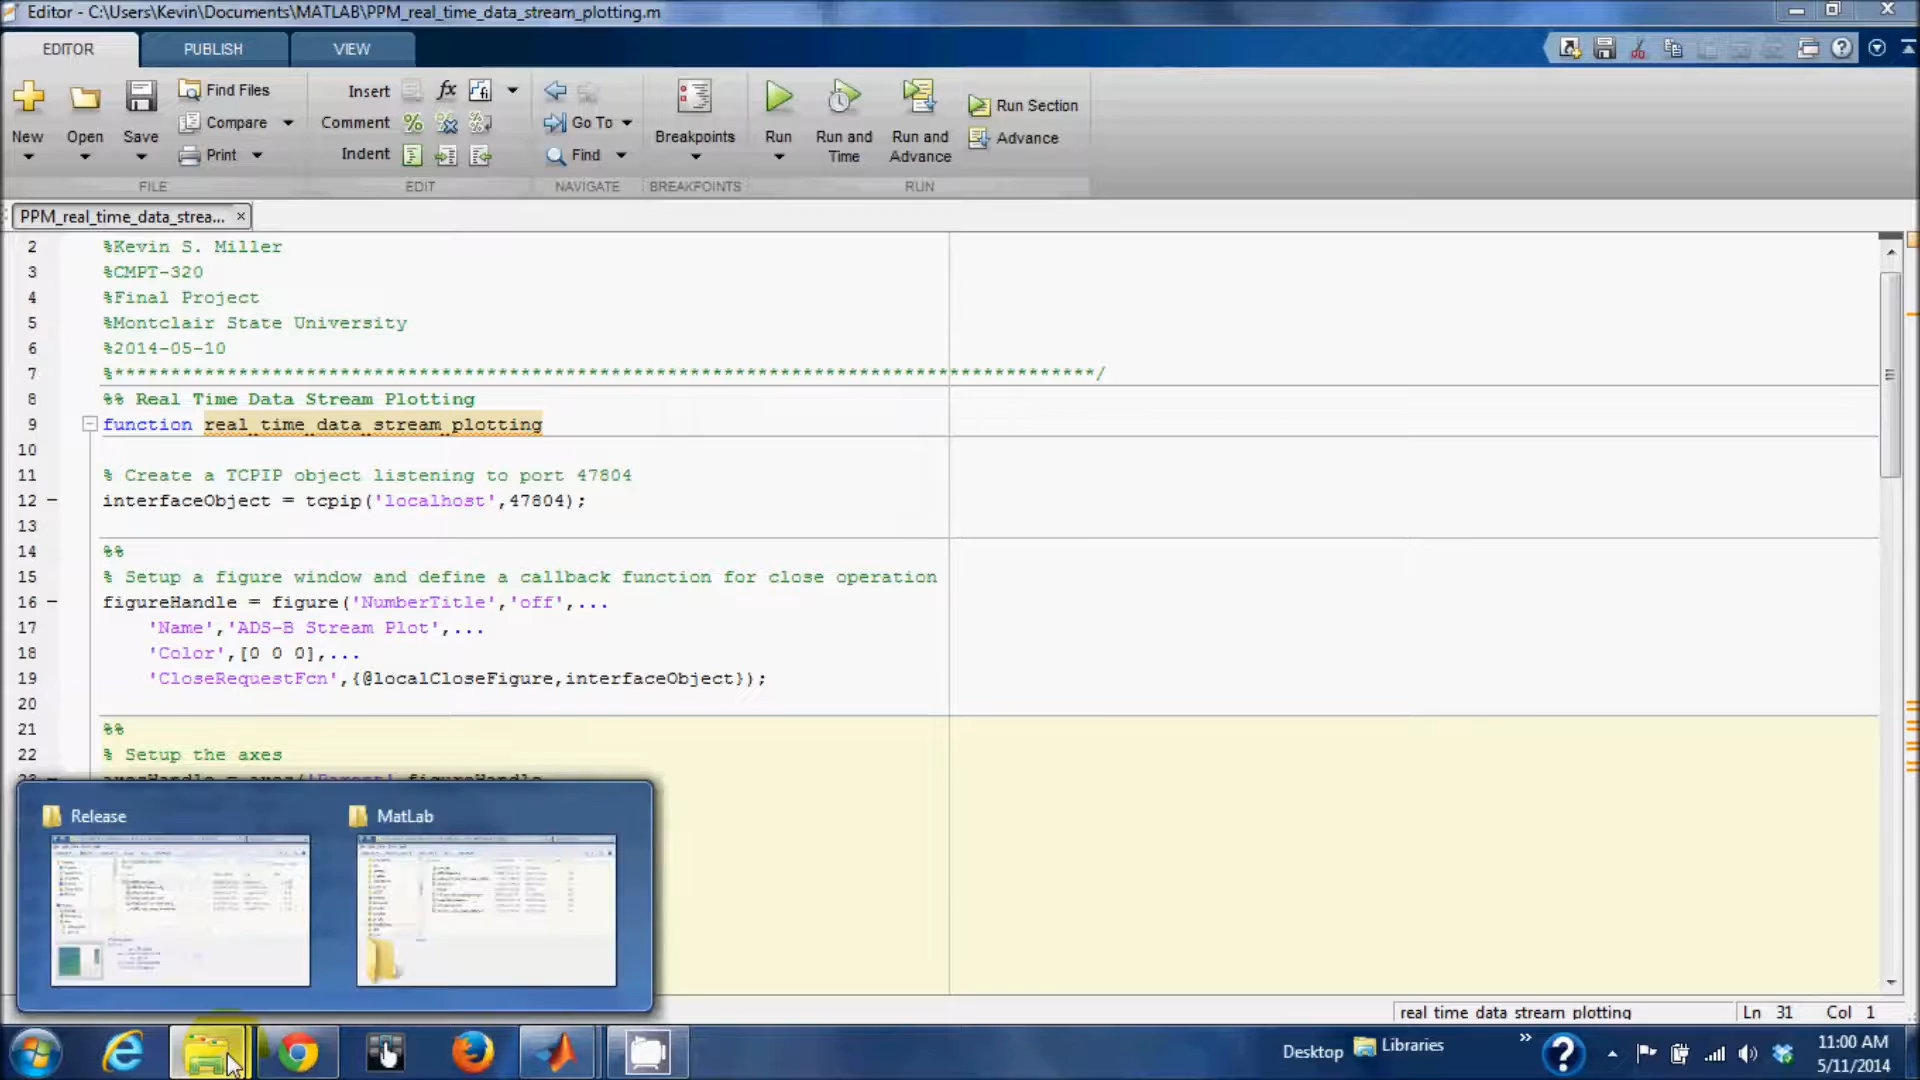 Editor - C:\Users\Kevin\Documents\MATLAB\PPM_real_time_data_stream_plotting.m
EDITOR PUBLISH VIEW
New
Open
Save
Find Files
Compare
Print
FILE
Insert
Comment
Indent
EDIT
Go To
Find
NAVIGATE
Breakpoints
BREAKPOINTS
Run
Run and Time
Run and Advance
Run Section
Advance
RUN
PPM_real_time_data_strea... ×
2 %Kevin S. Miller
3 %CMPT-320
4 %Final Project
5 %Montclair State University
6 %2014-05-10
7 %***************************************************************************************/
8 %% Real Time Data Stream Plotting
9 function real_time_data_stream_plotting
10
11 % Create a TCPIP object listening to port 47804
12 - interfaceObject = tcpip('localhost',47804);
13
14 %%
15 % Setup a figure window and define a callback function for close operation
16 - figureHandle = figure('NumberTitle','off',...
17 'Name','ADS-B Stream Plot',...
18 'Color',[0 0 0],...
19 'CloseRequestFcn',{@localCloseFigure,interfaceObject});
20
21 %%
22 % Setup the axes
23 - axesHandle = axes('Parent',figureHandle,
Release MatLab
real_time_data_stream_plotting Ln 31 Col 1
Desktop Libraries » 11:00 AM
5/11/2014